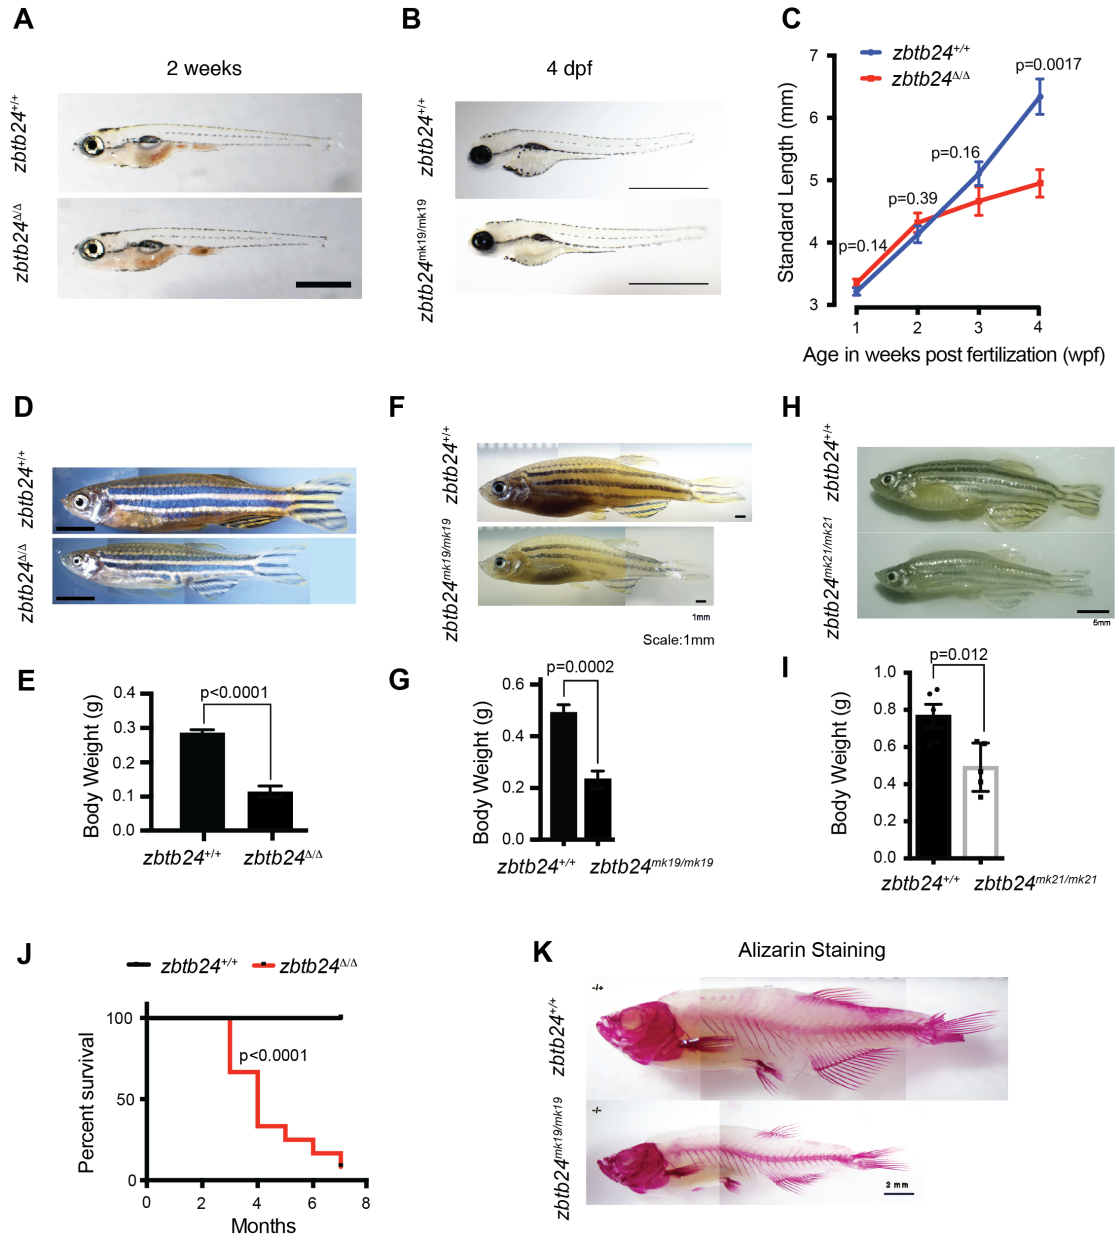 A
2 weeks
zbtb24+/+
zbtb24Δ/Δ
B
4 dpf
zbtb24+/+
zbtb24mk19/mk19
C
zbtb24+/+
zbtb24Δ/Δ
p=0.0017
p=0.16
p=0.39
p=0.14
Standard Length (mm)
7
6
5
4
3
1 2 3 4
Age in weeks post fertilization (wpf)
D
zbtb24+/+
zbtb24Δ/Δ
F
zbtb24+/+
zbtb24mk19/mk19
1mm
Scale:1mm
H
zbtb24+/+
zbtb24mk21/mk21
5mm
E
p<0.0001
Body Weight (g)
0.4
0.3
0.2
0.1
0.0
zbtb24+/+ zbtb24Δ/Δ
G
p=0.0002
Body Weight (g)
0.6
0.4
0.2
0.0
zbtb24+/+ zbtb24mk19/mk19
I
p=0.012
Body Weight (g)
1.0
0.8
0.6
0.4
0.2
0.0
zbtb24+/+ zbtb24mk21/mk21
J
zbtb24+/+ zbtb24Δ/Δ
Percent survival
100
50
0
p<0.0001
0 2 4 6 8
Months
K
Alizarin Staining
-/+
zbtb24+/+
-/-
zbtb24mk19/mk19
2 mm